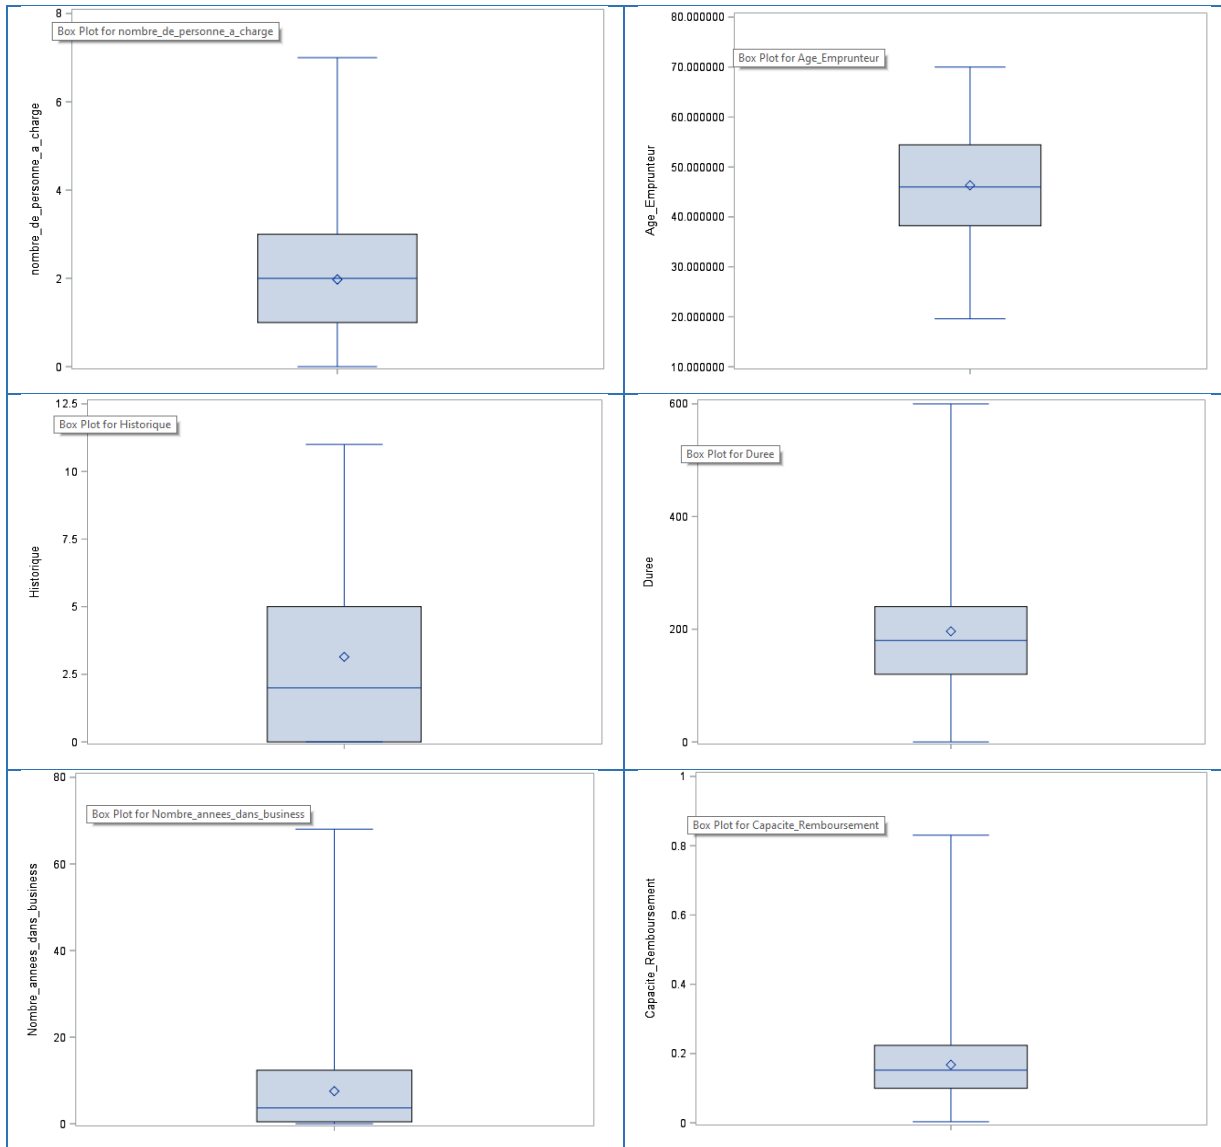 8
Box Plot for nombre_de_personne_a_charge
6
4
2
0
nombre_de_personne_a_charge
80.000000
Box Plot for Age_Emprunteur
70.000000
60.000000
50.000000
40.000000
30.000000
20.000000
10.000000
Age_Emprunteur
12.5
Box Plot for Historique
10
7.5
5
2.5
0
Historique
600
Box Plot for Duree
400
200
0
Duree
80
Box Plot for Nombre_annees_dans_business
60
40
20
0
Nombre_annees_dans_business
1
Box Plot for Capacite_Remboursement
0.8
0.6
0.4
0.2
0
Capacite_Remboursement